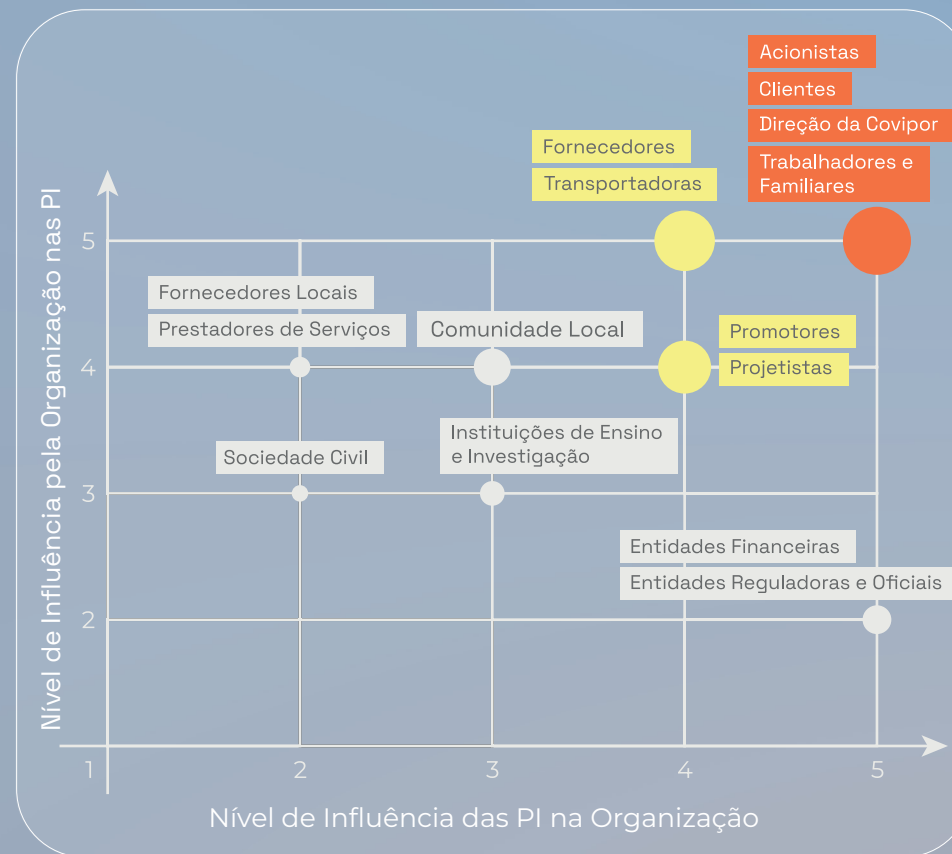 Acionistas
Clientes
Direção da Covipor
Trabalhadores e
Familiares
Fornecedores
Transportadoras
Nível de Influência pela Organização nas PI
5
Fornecedores Locais
Prestadores de Serviços
Comunidade Local
Promotores
Projetistas
4
Instituições de Ensino
e Investigação
Sociedade Civil
3
Entidades Financeiras
Entidades Reguladoras e Oficiais
2
1
2
3
4
5
Nível de Influência das PI na Organização